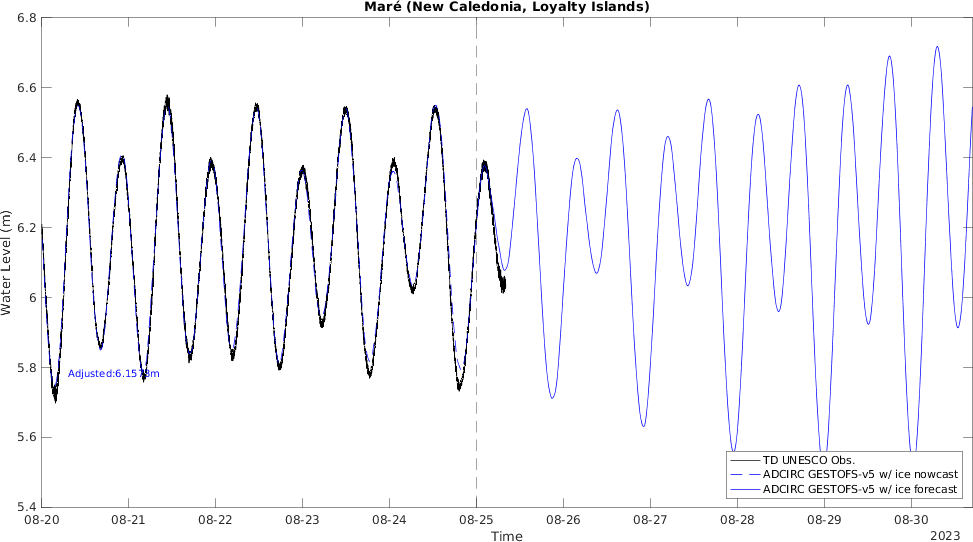 Maré (New Caledonia, Loyalty Islands)
6.8
6.6
6.4
6.2
6
5.8
5.6
5.4
Water Level (m)
Adjusted:6.1573m
TD UNESCO Obs.
ADCIRC GESTOFS-v5 w/ ice nowcast
ADCIRC GESTOFS-v5 w/ ice forecast
08-20 08-21 08-22 08-23 08-24 08-25 08-26 08-27 08-28 08-29 08-30
Time
2023